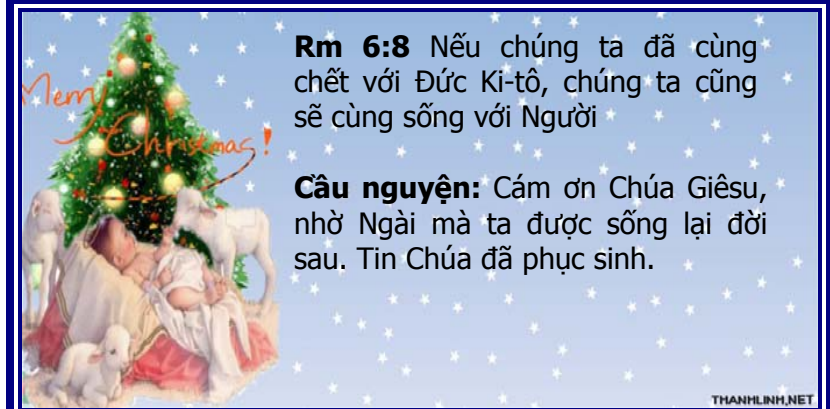 Merry
Christmas!
Rm 6:8 Nếu chúng ta đã cùng
chết với Đức Ki-tô, chúng ta cũng
sẽ cùng sống với Người
Cầu nguyện: Cám ơn Chúa Giêsu,
nhờ Ngài mà ta được sống lại đời
sau. Tin Chúa đã phục sinh.
THANHLINH.NET